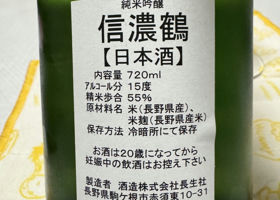 純米吟醸
信濃鶴
【日本酒】
内容量 720ml
アルコール分 15度
精米歩合 55%
原材料名 米（長野県産）、
米麹（長野県産米）
保存方法 冷暗所にて保存
お酒は20歳になってから
妊娠中の飲酒はお控え下さい
製造者 酒造株式会社長生社
長野県駒ケ根市赤須東10-31